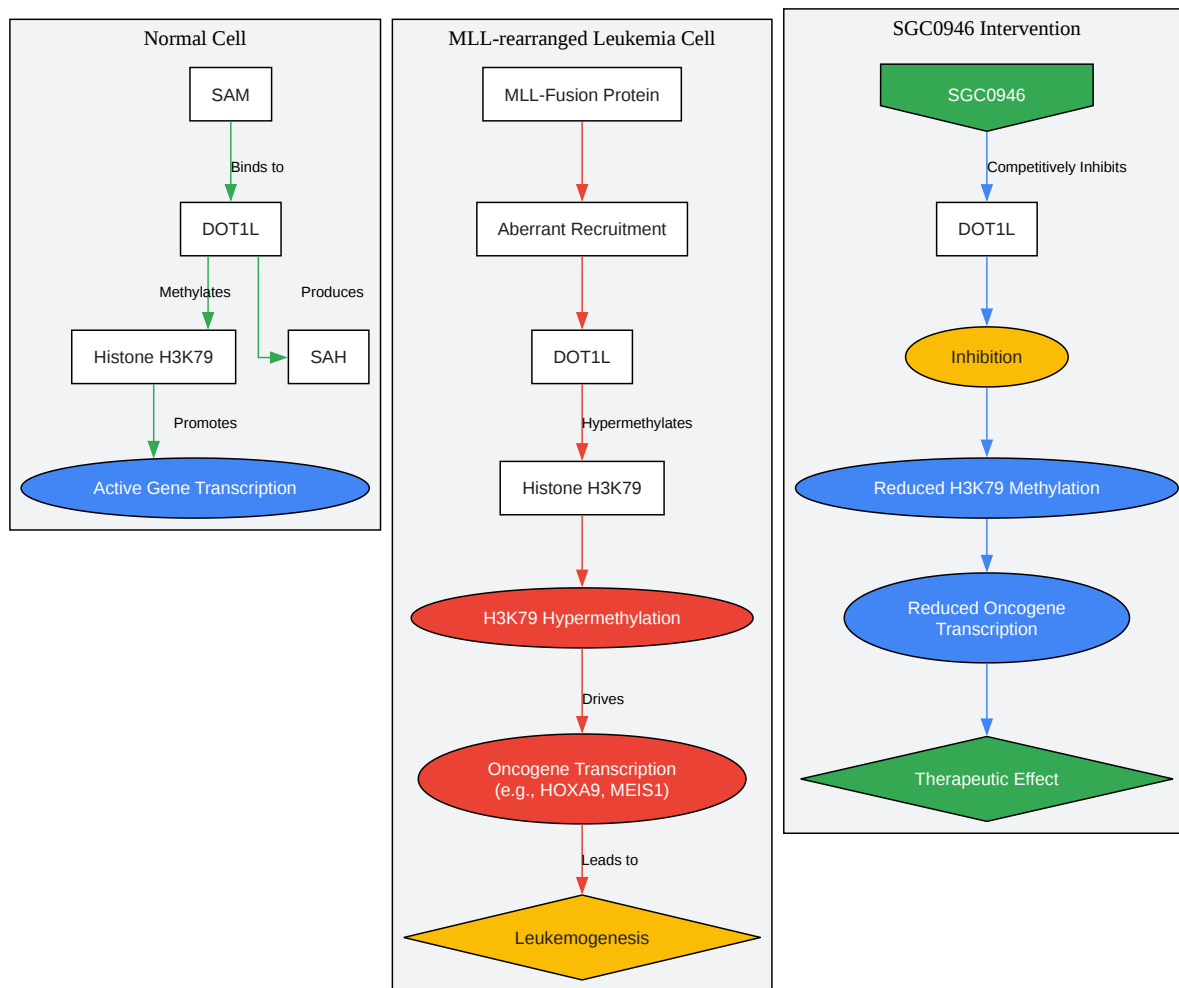 Normal Cell
SAM
Binds to
DOT1L
Methylates
Produces
Histone H3K79
SAH
Promotes
Active Gene Transcription
MLL-rearranged Leukemia Cell
MLL-Fusion Protein
Aberrant Recruitment
DOT1L
Hypermethylates
Histone H3K79
H3K79 Hypermethylation
Drives
Oncogene Transcription
(e.g., HOXA9, MEIS1)
Leads to
Leukemogenesis
SGC0946 Intervention
SGC0946
Competitively Inhibits
DOT1L
Inhibition
Reduced H3K79 Methylation
Reduced Oncogene
Transcription
Therapeutic Effect